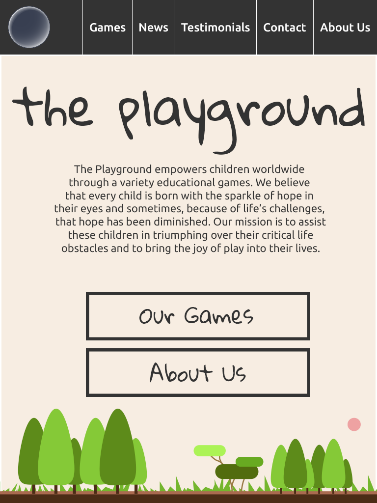 Games News Testimonials Contact About Us
the playground
The Playground empowers children worldwide
through a variety educational games. We believe
that every child is born with the sparkle of hope in
their eyes and sometimes, because of life's challenges,
that hope has been diminished. Our mission is to assist
these children in triumphing over their critical life
obstacles and to bring the joy of play into their lives.
Our Games
About Us